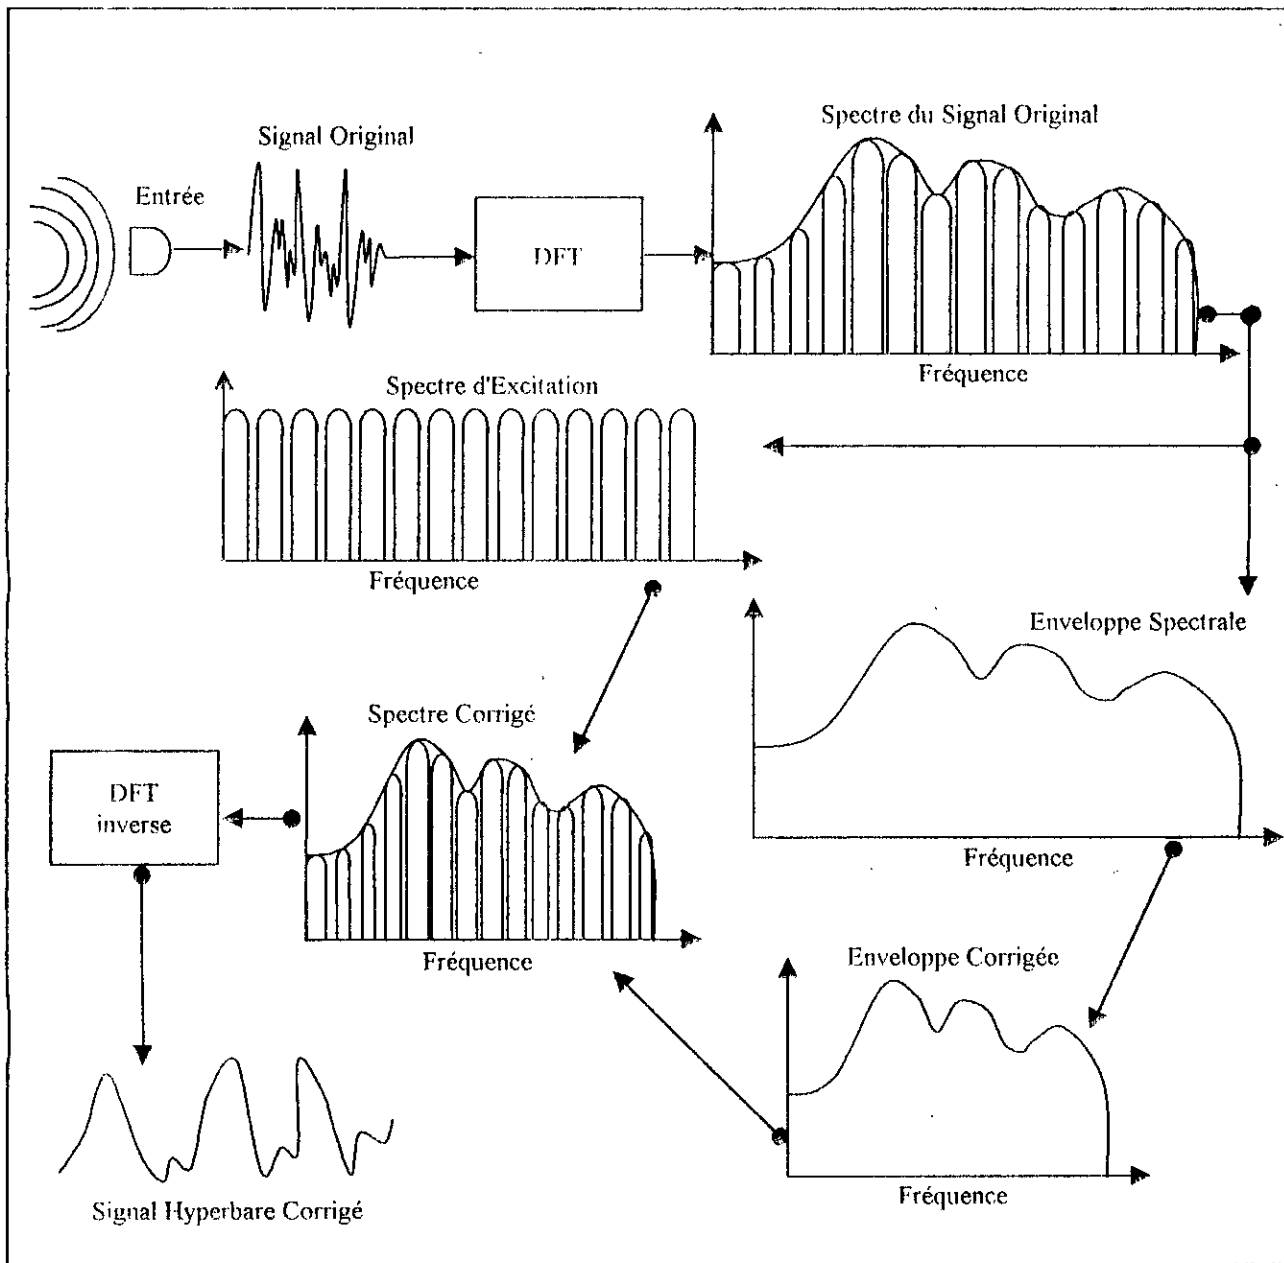 Spectre du Signal Original
Signal Original
Entrée
DFT
Fréquence
Spectre d'Excitation
Fréquence
Enveloppe Spectrale
Spectre Corrigé
DFT
inverse
Fréquence
Fréquence
Enveloppe Corrigée
Fréquence
Signal Hyperbare Corrigé